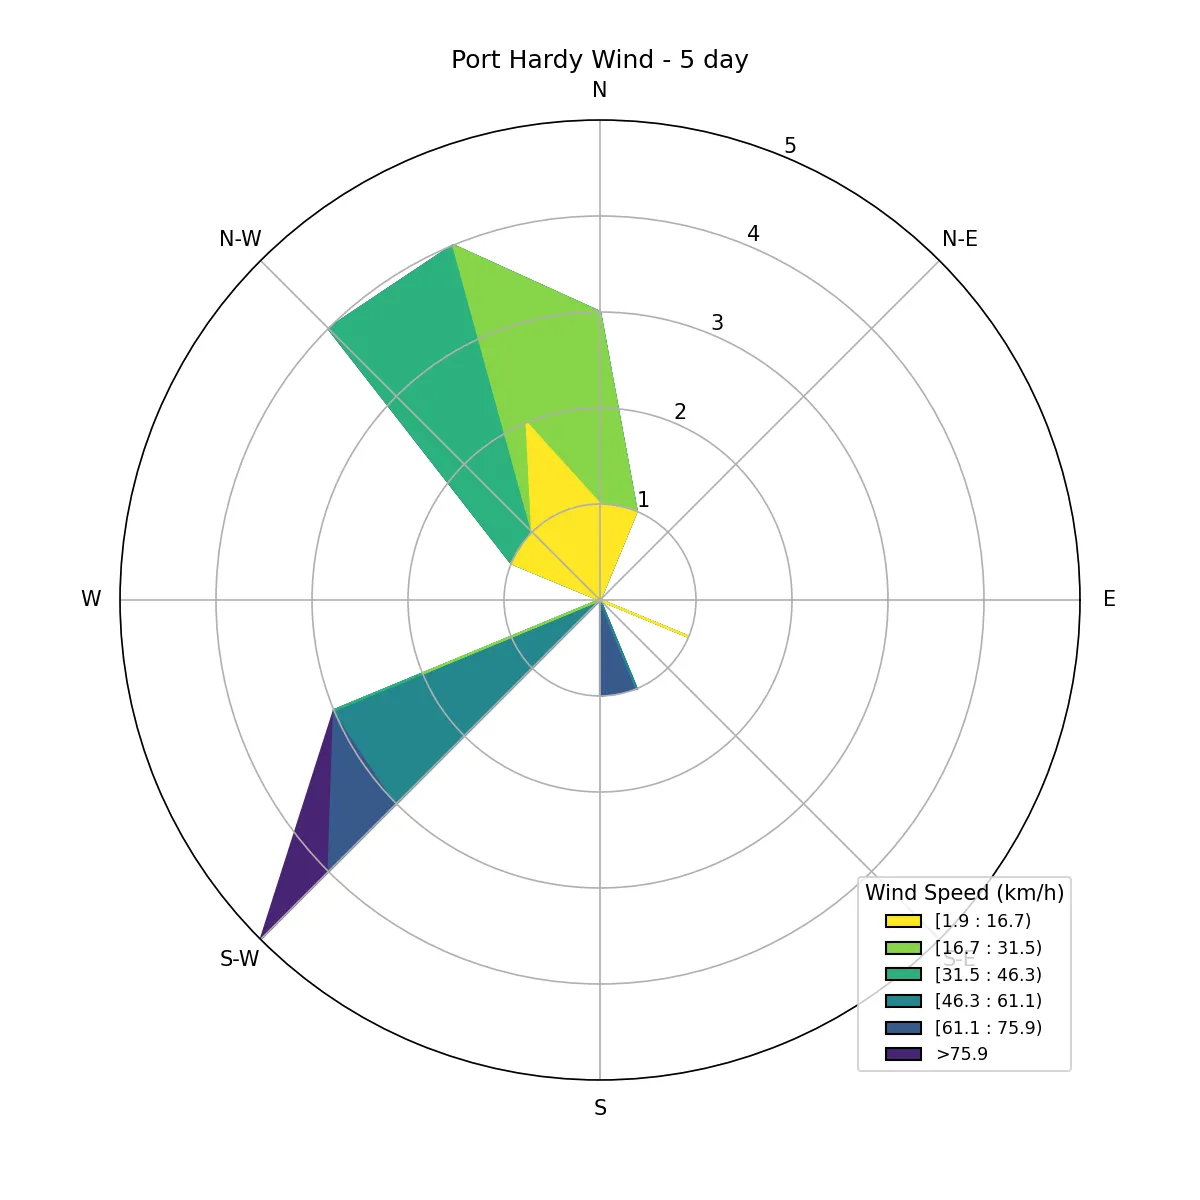 Port Hardy Wind - 5 day
N
5
N-W
N-E
4
3
2
1
W
E
S-W
S-E
S
Wind Speed (km/h)
[1.9 : 16.7)
[16.7 : 31.5)
[31.5 : 46.3)
[46.3 : 61.1)
[61.1 : 75.9)
>75.9